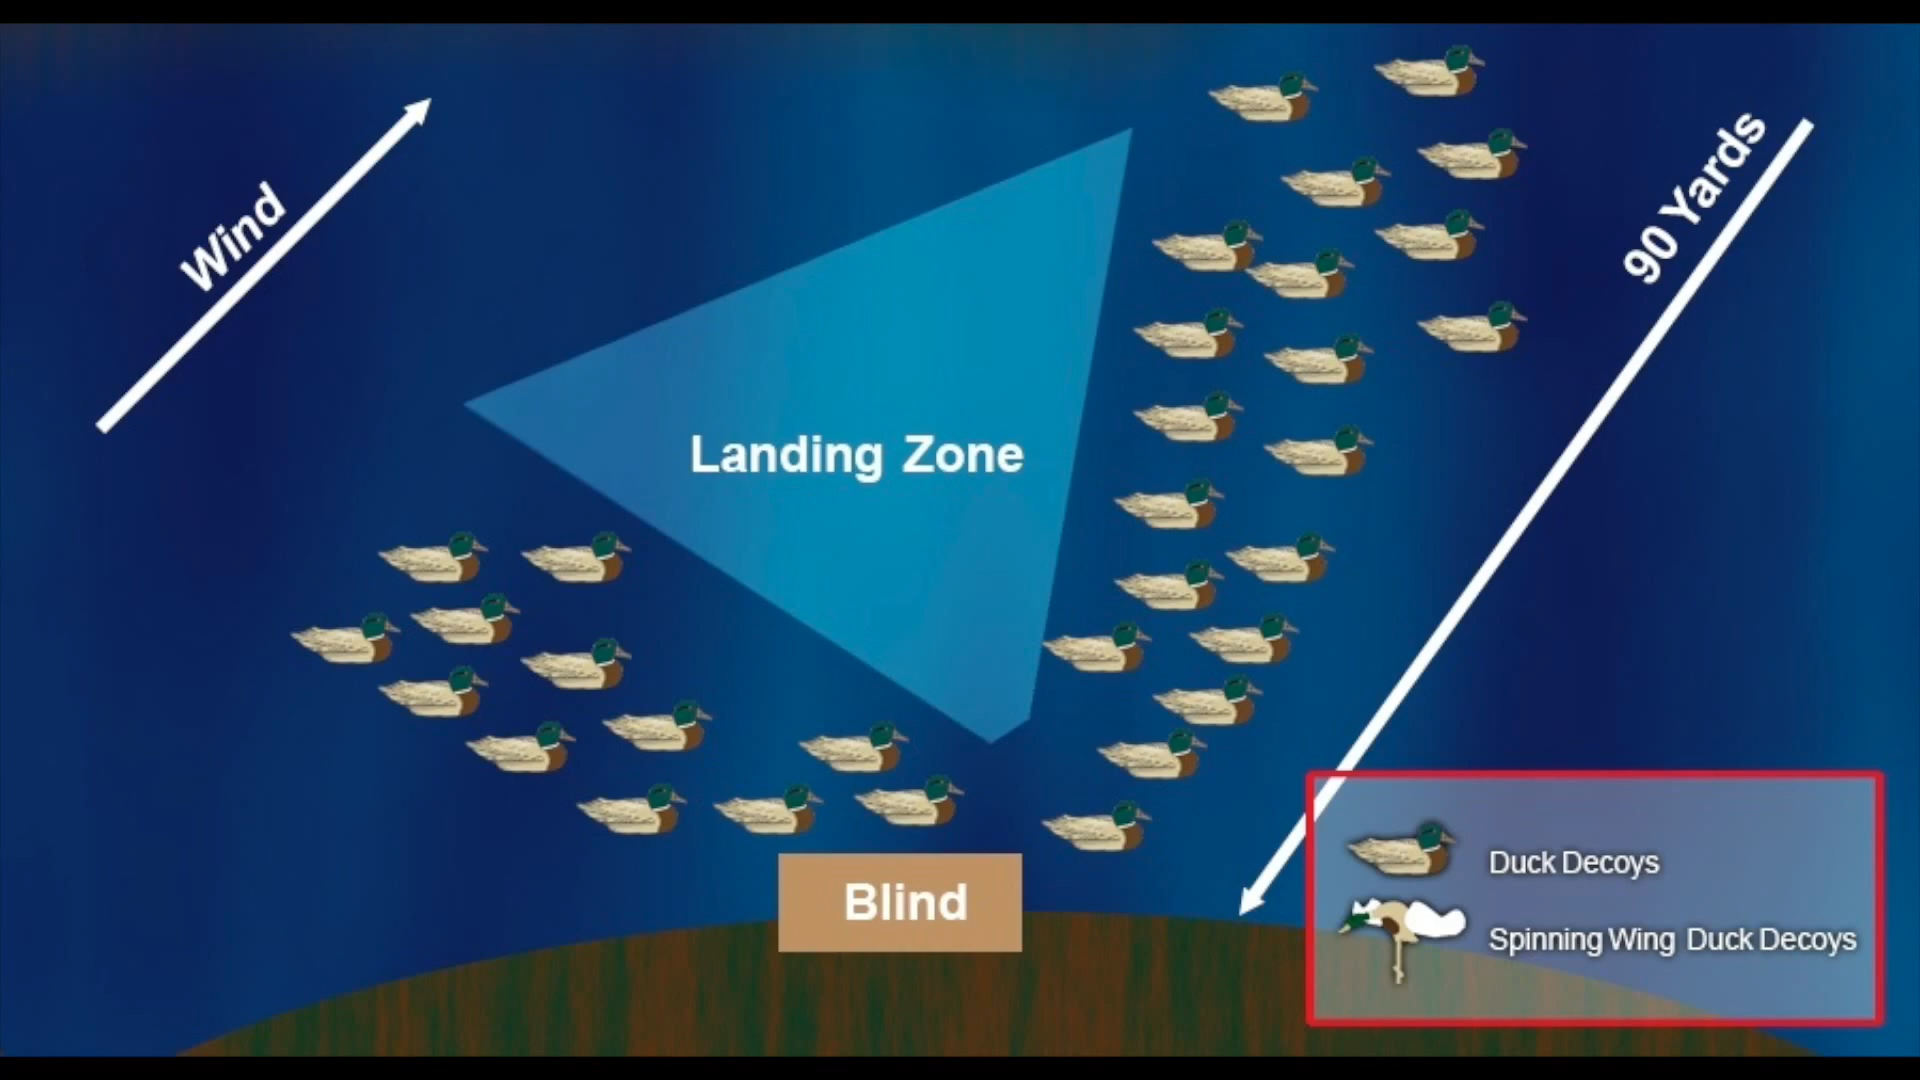 Wind
90 Yards
Landing Zone
Blind
Duck Decoys
Spinning Wing Duck Decoys